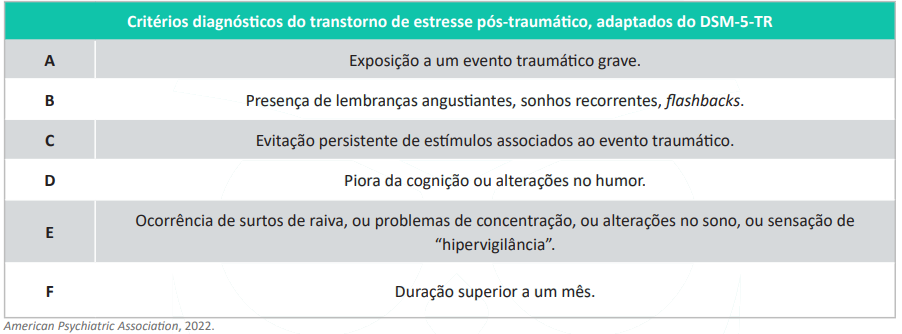 Critérios diagnósticos do transtorno de estresse pós-traumático, adaptados do DSM-5-TR
A Exposição a um evento traumático grave.
B Presença de lembranças angustiantes, sonhos recorrentes, flashbacks.
C Evitação persistente de estímulos associados ao evento traumático.
D Piora da cognição ou alterações no humor.
E Ocorrência de surtos de raiva, ou problemas de concentração, ou alterações no sono, ou sensação de
“hipervigilância”.
F Duração superior a um mês.
American Psychiatric Association, 2022.